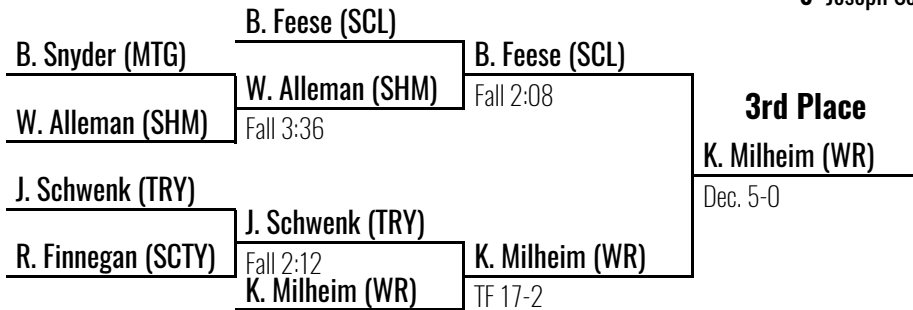 Joseph
B. Feese (SCL)
B. Snyder (MTG)
B. Feese (SCL)
W. Alleman (SHM)
Fall 2:08
3rd Place
W. Alleman (SHM)
Fall 3:36
K. Milheim (WR)
J. Schwenk (TRY)
Dec. 5-0
J. Schwenk (TRY)
R. Finnegan (SCTY)
Fall 2:12
K. Milheim (WR)
K. Milheim (WR)
TF 17-2